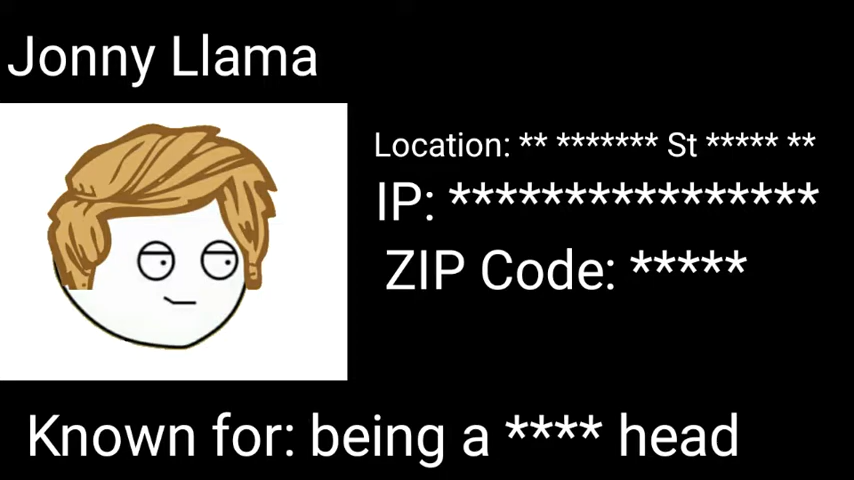 Jonny Llama
Location: ** ******* St ***** **
IP: ****************
ZIP Code: *****
Known for: being a **** head